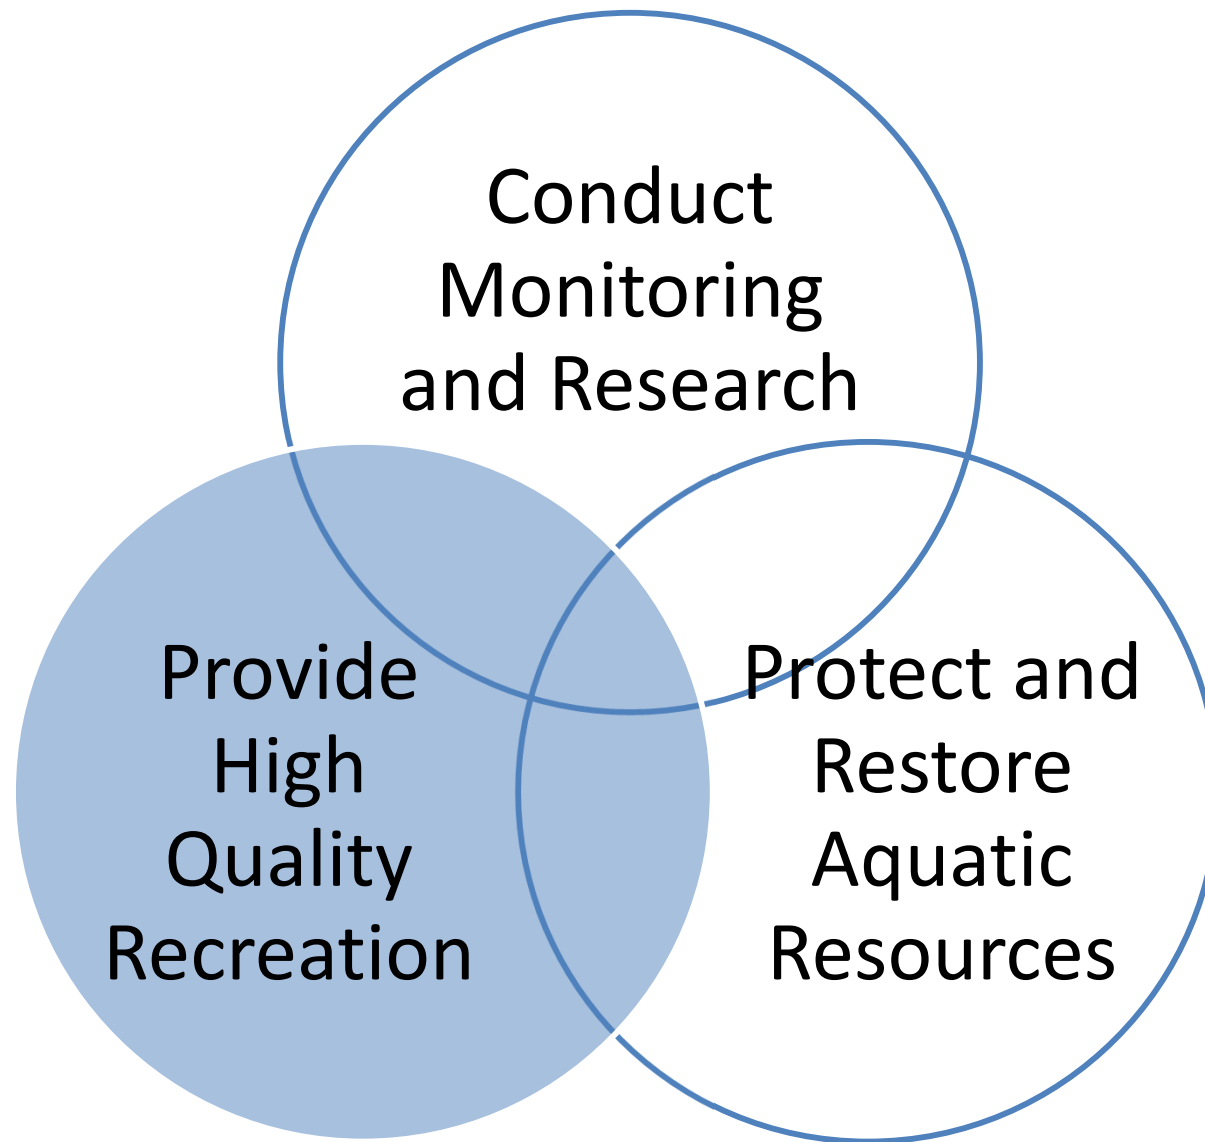 Conduct
Monitoring
and Research
Provide
High
Quality
Recreation
Protect and
Restore
Aquatic
Resources